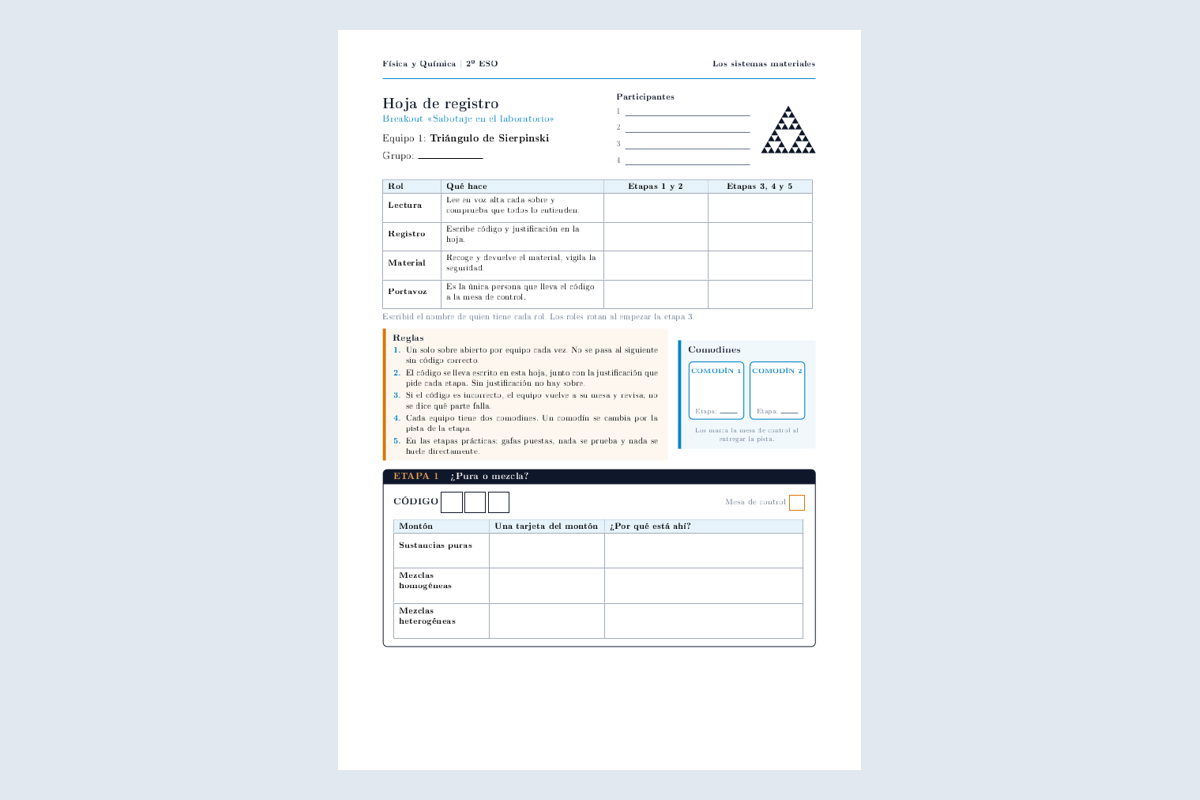 Física y Química | 2º ESO
Los sistemas materiales
Hoja de registro
Breakout «Sabotaje en el laboratorio»
Equipo 1: Triángulo de Sierpinski
Grupo:
Participantes
1
2
3
4
Rol Qué hace Etapas 1 y 2 Etapas 3, 4 y 5
Lectura
Lee en voz alta cada sobre y
comprueba que todos lo entienden.
Registro
Escribe código y justificación en la
hoja.
Material
Recoge y devuelve el material, vigila la
seguridad.
Portavoz
Es la única persona que lleva el código
a la mesa de control.
Escribid el nombre de quien tiene cada rol. Los roles rotan al empezar la etapa 3.
Reglas
1. Un solo sobre abierto por equipo cada vez. No se pasa al siguiente
sin código correcto.
2. El código se lleva escrito en esta hoja, junto con la justificación que
pide cada etapa. Sin justificación no hay sobre.
3. Si el código es incorrecto, el equipo vuelve a su mesa y revisa, no
se dice qué parte falla.
4. Cada equipo tiene dos comodines. Un comodín se cambia por la
pista de la etapa.
5. En las etapas prácticas: gafas puestas, nada se prueba y nada se
huele directamente.
Comodines
COMODÍN 1
Etapa:
COMODÍN 2
Etapa:
Los marca la mesa de control al
entregar la pista.
ETAPA 1 ¿Pura o mezcla?
CÓDIGO
Mesa de control
Montón Una tarjeta del montón ¿Por qué está ahí?
Sustancias puras
Mezclas
homogéneas
Mezclas
heterogéneas